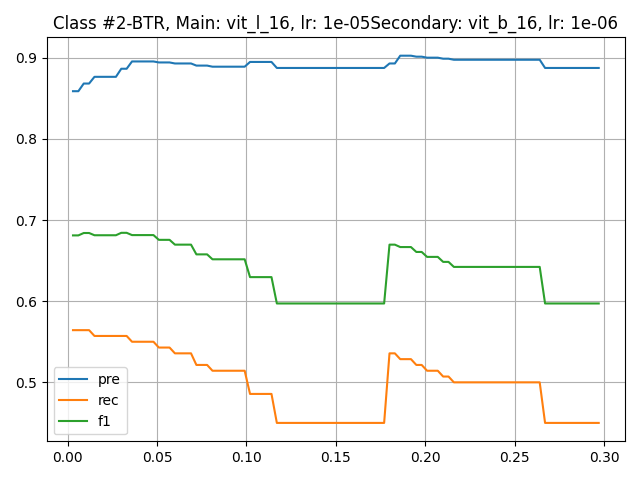 Class #2-BTR, Main: vit_l_16, lr: 1e-05Secondary: vit_b_16, lr: 1e-06
0.9
0.8
0.7
0.6
0.5
pre
rec
f1
0.00 0.05 0.10 0.15 0.20 0.25 0.30